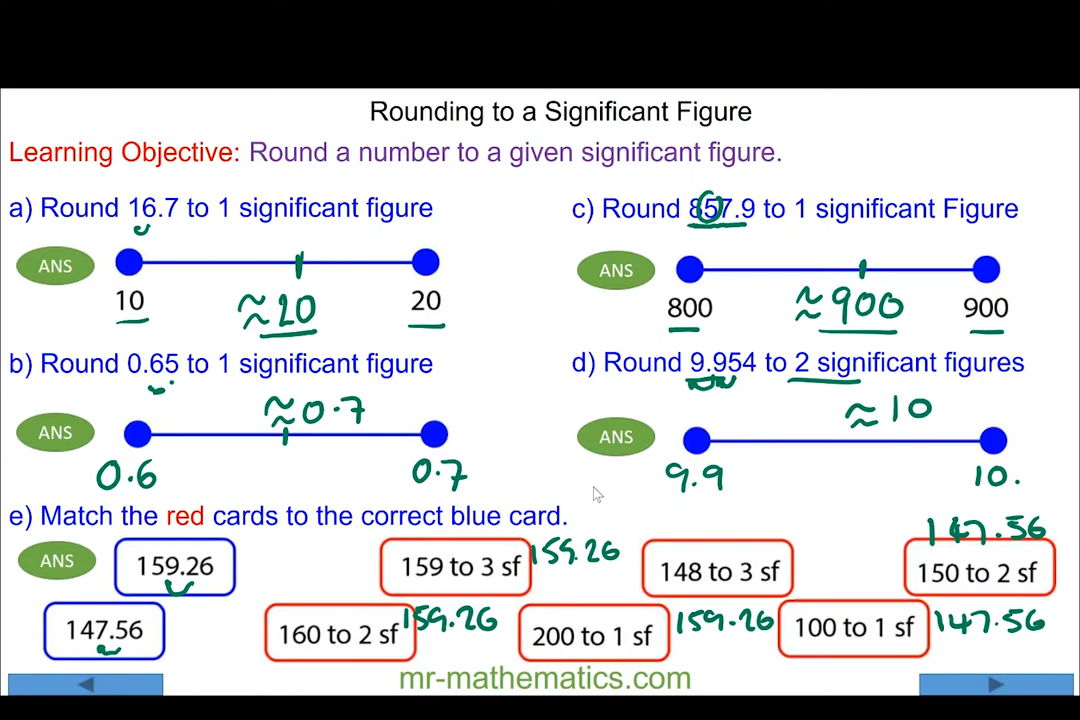 Rounding to a Significant Figure
Learning Objective: Round a number to a given significant figure.
a) Round 16.7 to 1 significant figure
ANS
10
≈20
20
b) Round 0.65 to 1 significant figure
ANS
≈0.7
0.6
0.7
c) Round 857.9 to 1 significant Figure
ANS
800
≈900
900
d) Round 9.954 to 2 significant figures
ANS
≈10
9.9
10.
e) Match the red cards to the correct blue card.
ANS
159.26
159 to 3 sf
159.26
148 to 3 sf
147.56
150 to 2 sf
147.56
160 to 2 sf
159.26
200 to 1 sf
159.26
100 to 1 sf
147.56
mr-mathematics.com